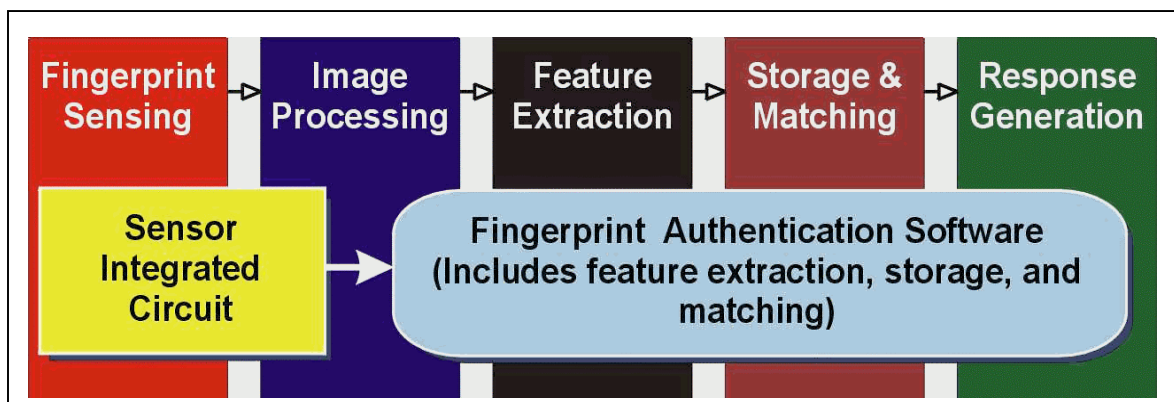 Fingerprint
Sensing
Image
Processing
Feature
Extraction
Storage &
Matching
Response
Generation
Sensor
Integrated
Circuit
Fingerprint Authentication Software
(Includes feature extraction, storage, and
matching)